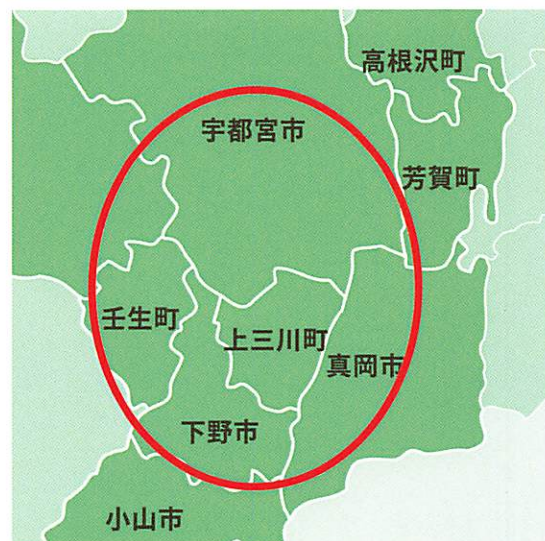 高根沢町
宇都宮市
芳賀町
壬生町
上三川町
真岡市
下野市
小山市